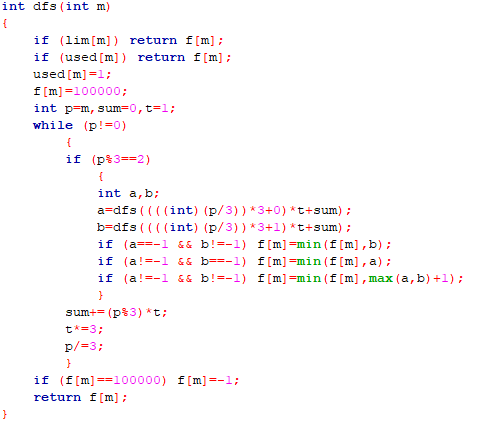 int dfs(int m)
{
    if (lim[m]) return f[m];
    if (used[m]) return f[m];
    used[m]=1;
    f[m]=100000;
    int p=m,sum=0,t=1;
    while (p!=0)
        {
        if (p%3==2)
            {
            int a,b;
            a=dfs((((int)(p/3))*3+0)*t+sum);
            b=dfs((((int)(p/3))*3+1)*t+sum);
            if (a==-1 && b!=-1) f[m]=min(f[m],b);
            if (a!=-1 && b==-1) f[m]=min(f[m],a);
            if (a!=-1 && b!=-1) f[m]=min(f[m],max(a,b)+1);
            }
        sum+=(p%3)*t;
        t*=3;
        p/=3;
        }
    if (f[m]==100000) f[m]=-1;
    return f[m];
}